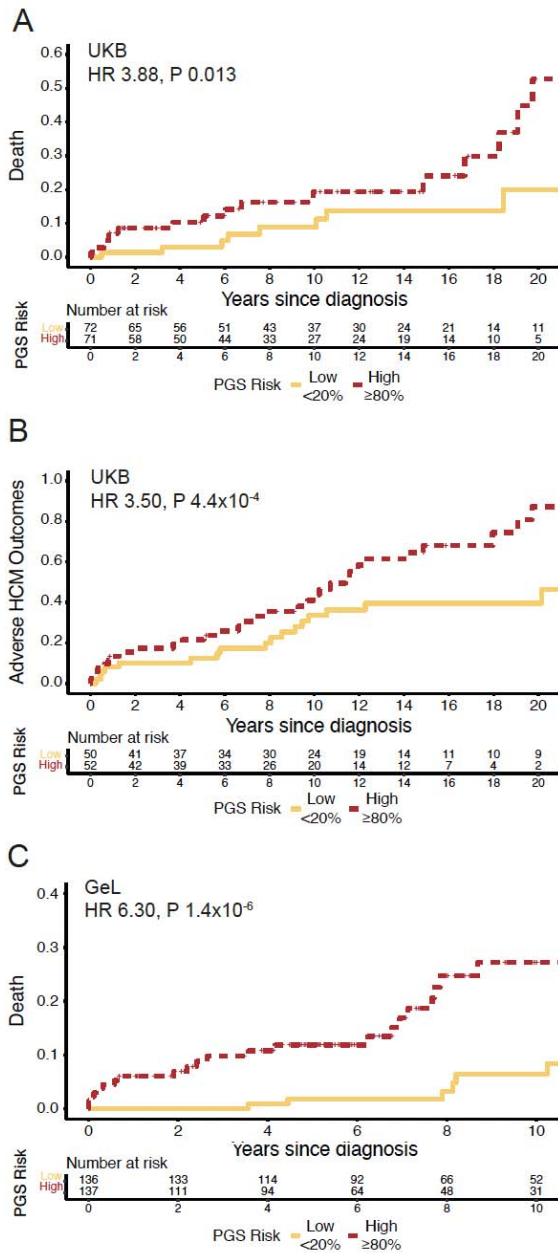 A
UKB
HR 3.88, P 0.013
Death
0.6
0.5
0.4
0.3
0.2
0.1
0.0
0 2 4 6 8 10 12 14 16 18 20
Years since diagnosis
Number at risk
PGS Risk
Low 72 65 56 51 43 37 30 24 21 14 11
High 71 58 50 44 33 27 24 19 14 10 5
0 2 4 6 8 10 12 14 16 18 20
PGS Risk Low <20% High ≥80%
B
UKB
HR 3.50, P 4.4x10⁻⁴
Adverse HCM Outcomes
1.0
0.8
0.6
0.4
0.2
0.0
0 2 4 6 8 10 12 14 16 18 20
Years since diagnosis
Number at risk
PGS Risk
Low 50 41 37 34 30 24 19 14 11 10 9
High 52 42 39 33 26 20 14 12 7 4 2
0 2 4 6 8 10 12 14 16 18 20
PGS Risk Low <20% High ≥80%
C
GeL
HR 6.30, P 1.4x10⁻⁶
Death
0.4
0.3
0.2
0.1
0.0
0 2 4 6 8 10
Years since diagnosis
Number at risk
PGS Risk
Low 136 133 114 92 66 52
High 137 111 94 64 48 31
0 2 4 6 8 10
PGS Risk Low <20% High ≥80%